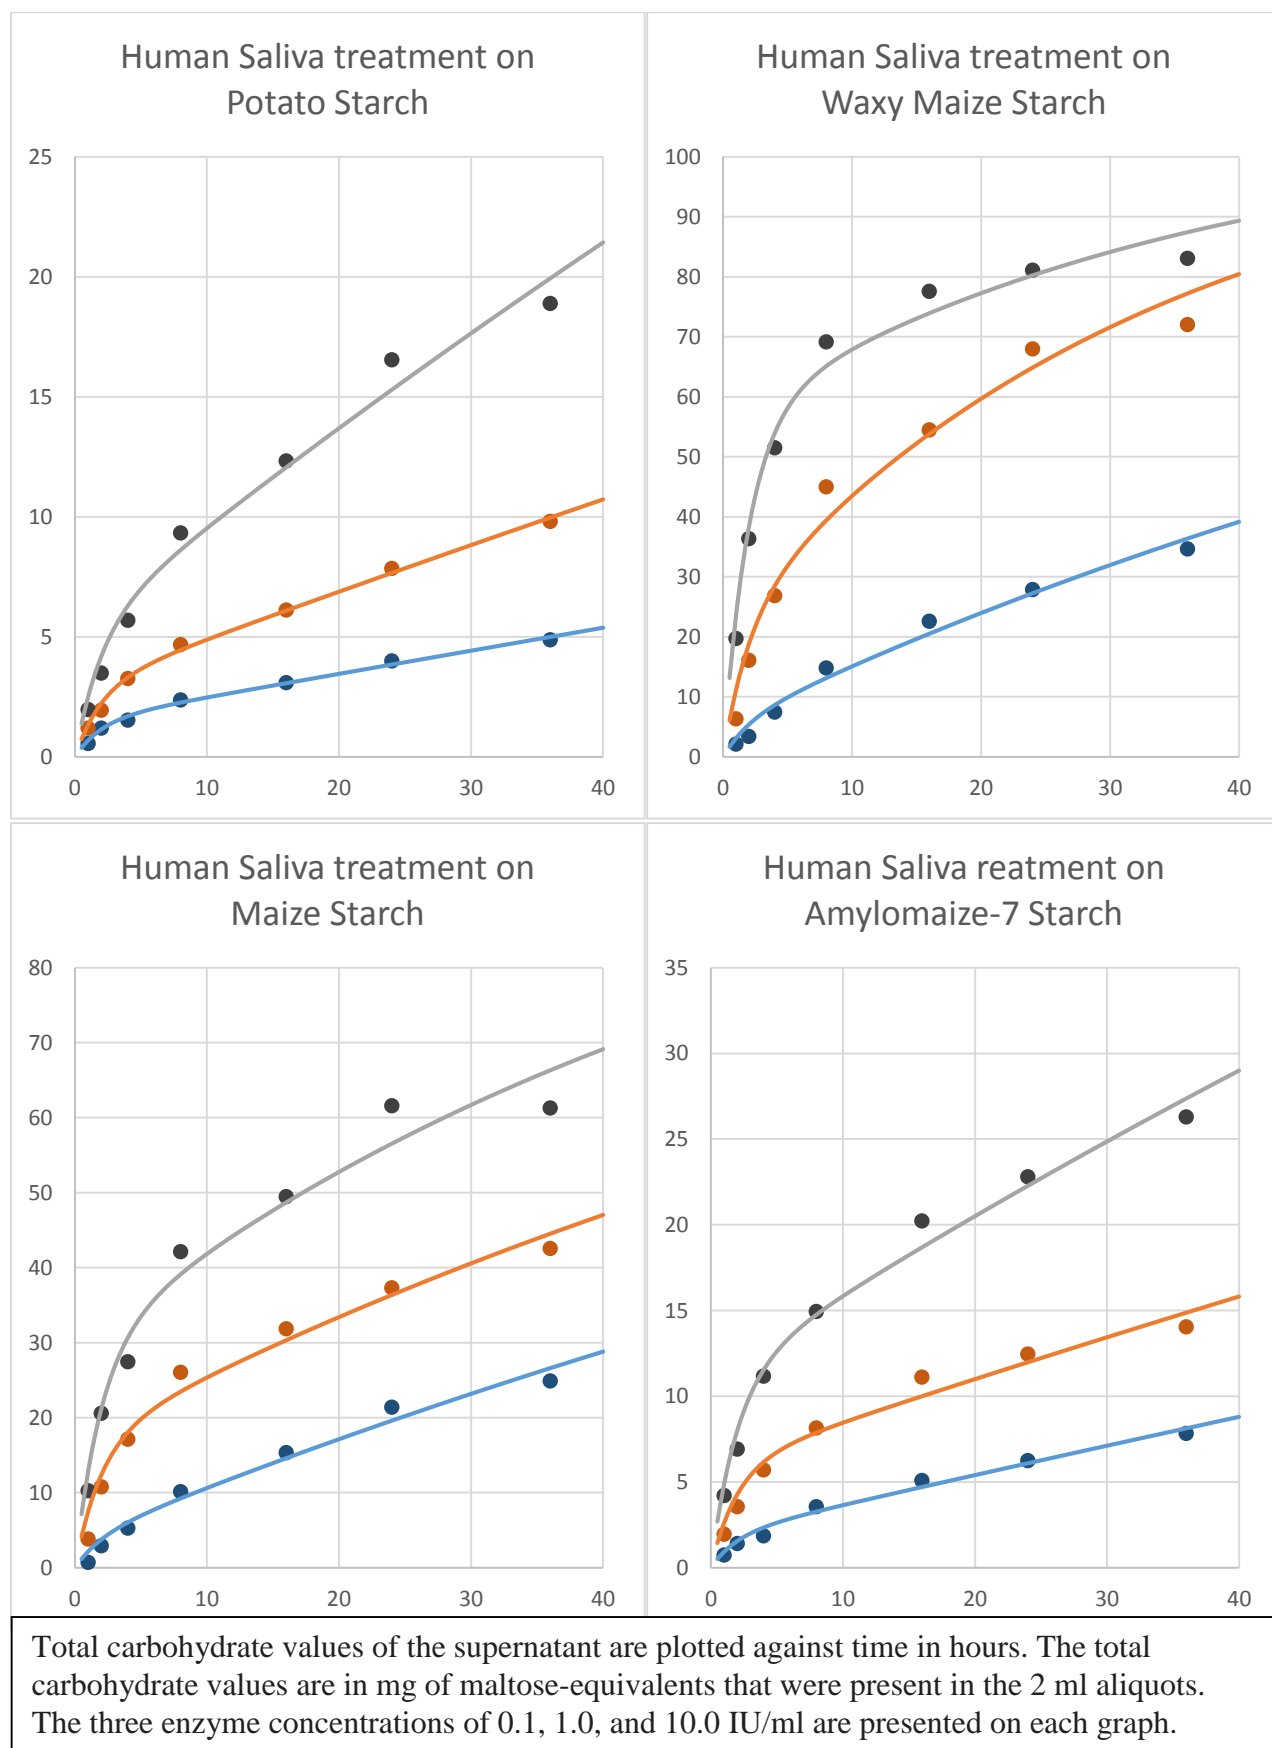 Human Saliva treatment on
Potato Starch
25
20
15
10
5
0
0 10 20 30 40
Human Saliva treatment on
Waxy Maize Starch
100
90
80
70
60
50
40
30
20
10
0
0 10 20 30 40
Human Saliva treatment on
Maize Starch
80
70
60
50
40
30
20
10
0
0 10 20 30 40
Human Saliva reatment on
Amylomaize-7 Starch
35
30
25
20
15
10
5
0
0 10 20 30 40
Total carbohydrate values of the supernatant are plotted against time in hours. The total
carbohydrate values are in mg of maltose-equivalents that were present in the 2 ml aliquots.
The three enzyme concentrations of 0.1, 1.0, and 10.0 IU/ml are presented on each graph.